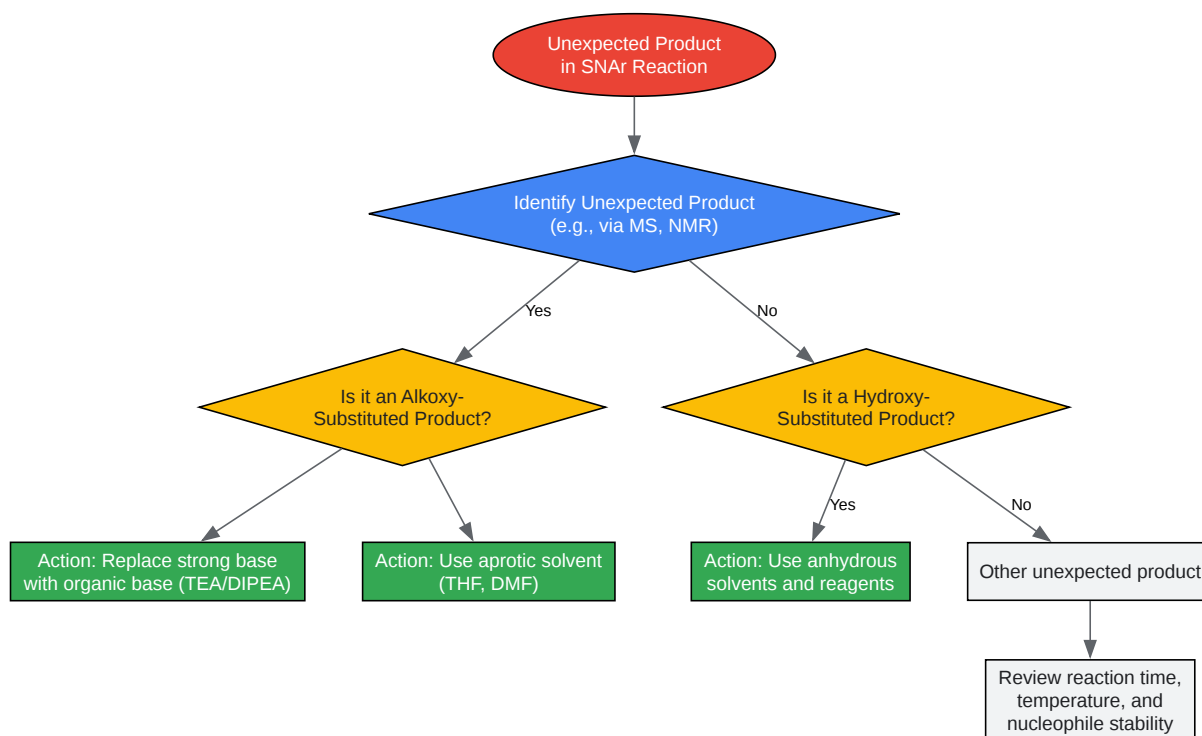 Unexpected Product
in SNAr Reaction
Identify Unexpected Product
(e.g., via MS, NMR)
Yes
No
Is it an Alkoxy-
Substituted Product?
Is it a Hydroxy-
Substituted Product?
Yes
No
Action: Replace strong base
with organic base (TEA/DIPEA)
Action: Use aprotic solvent
(THF, DMF)
Action: Use anhydrous
solvents and reagents
Other unexpected product
Review reaction time,
temperature, and
nucleophile stability